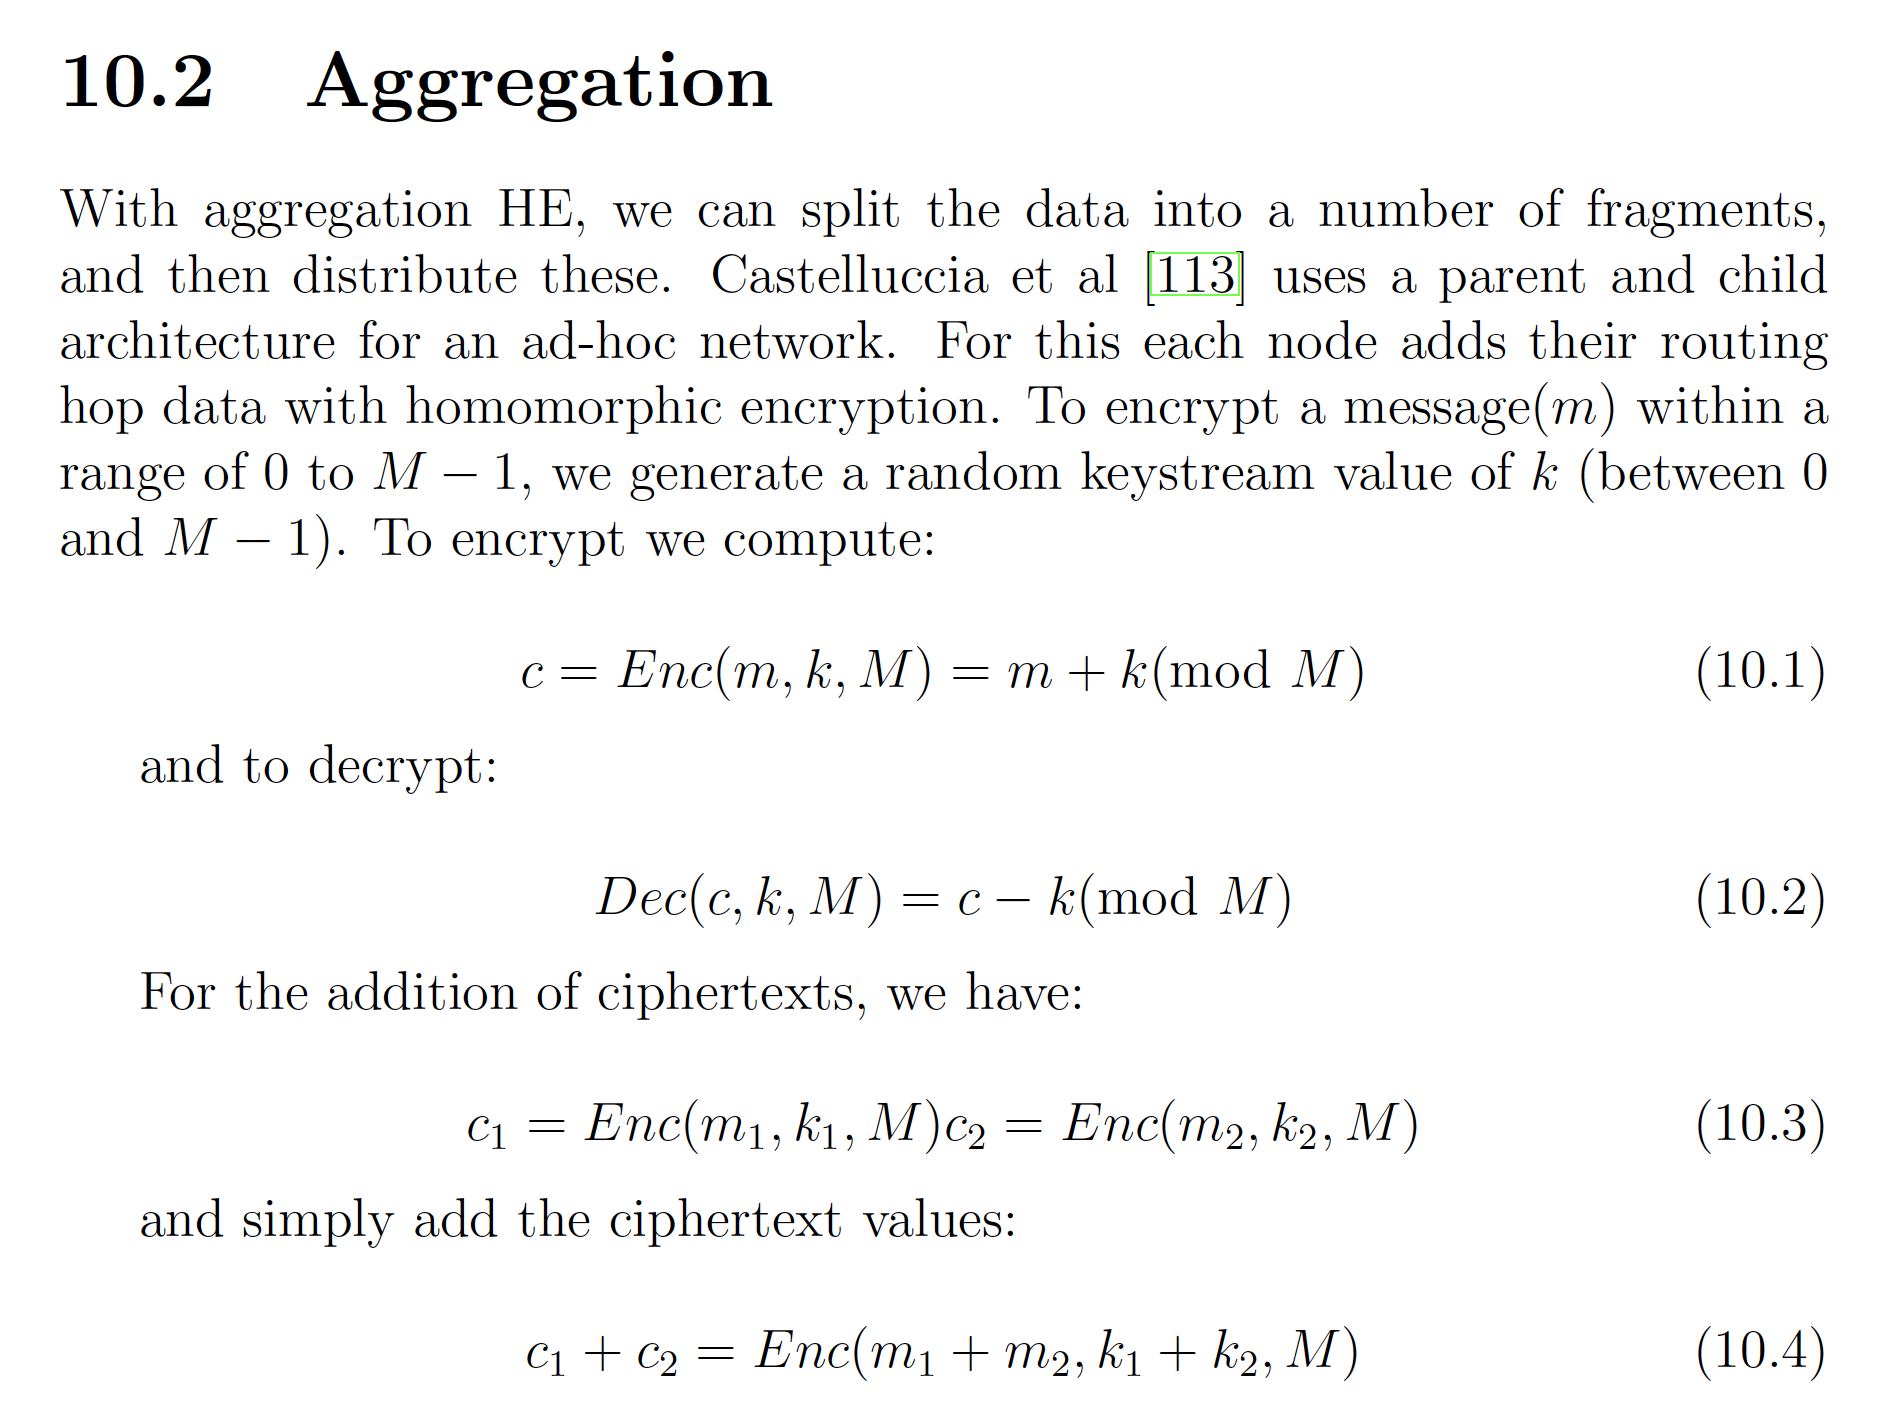 10.2 Aggregation
With aggregation HE, we can split the data into a number of fragments,
and then distribute these. Castelluccia et al [113] uses a parent and child
architecture for an ad-hoc network. For this each node adds their routing
hop data with homomorphic encryption. To encrypt a message(m) within a
range of 0 to M − 1, we generate a random keystream value of k (between 0
and M − 1). To encrypt we compute:
c = Enc(m, k, M) = m + k(mod M) (10.1)
and to decrypt:
Dec(c, k, M) = c − k(mod M) (10.2)
For the addition of ciphertexts, we have:
c₁ = Enc(m₁, k₁, M)c₂ = Enc(m₂, k₂, M) (10.3)
and simply add the ciphertext values:
c₁ + c₂ = Enc(m₁ + m₂, k₁ + k₂, M) (10.4)